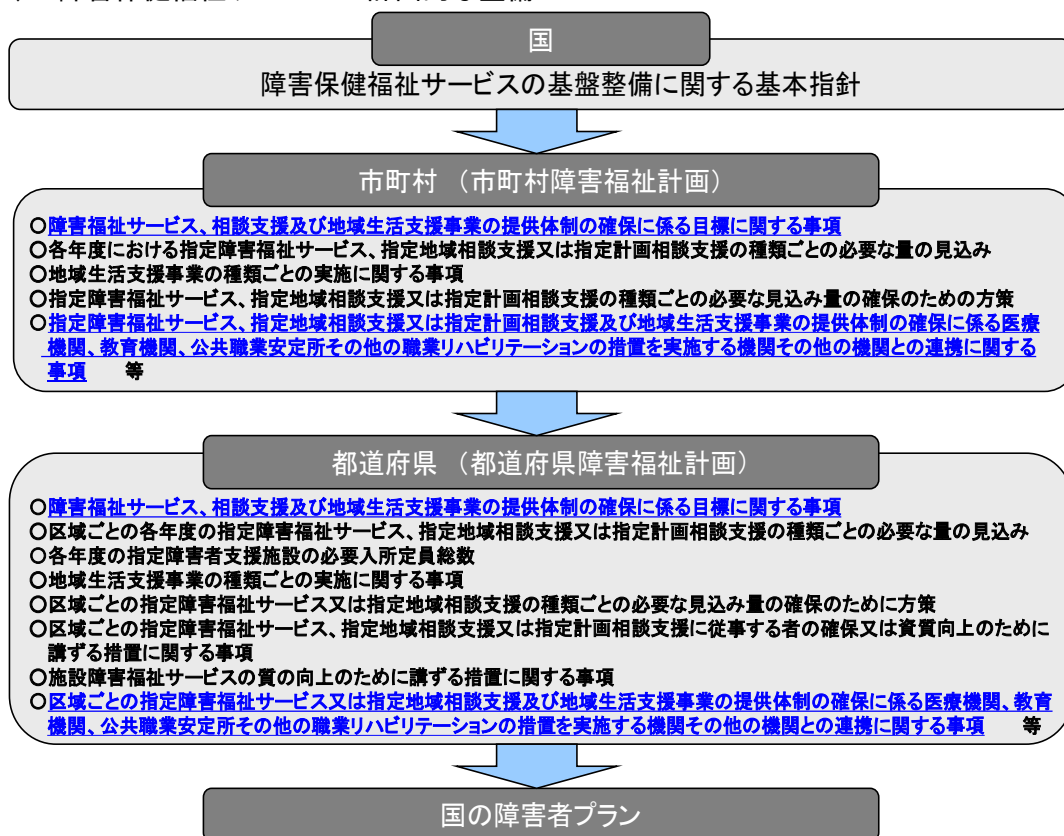 国
障害保健福祉サービスの基盤整備に関する基本指針
市町村 （市町村障害福祉計画）
○障害福祉サービス、相談支援及び地域生活支援事業の提供体制の確保に係る目標に関する事項
○各年度における指定障害福祉サービス、指定地域相談支援又は指定計画相談支援の種類ごとの必要な量の見込み
○地域生活支援事業の種類ごとの実施に関する事項
○指定障害福祉サービス、指定地域相談支援又は指定計画相談支援の種類ごとの必要な見込み量の確保のための方策
○指定障害福祉サービス、指定地域相談支援又は指定計画相談支援及び地域生活支援事業の提供体制の確保に係る医療
機関、教育機関、公共職業安定所その他の職業リハビリテーションの措置を実施する機関その他の機関との連携に関する
事項　等
都道府県 （都道府県障害福祉計画）
○障害福祉サービス、相談支援及び地域生活支援事業の提供体制の確保に係る目標に関する事項
○区域ごとの各年度の指定障害福祉サービス、指定地域相談支援又は指定計画相談支援の種類ごとの必要な量の見込み
○各年度の指定障害者支援施設の必要入所定員総数
○地域生活支援事業の種類ごとの実施に関する事項
○区域ごとの指定障害福祉サービス又は指定地域相談支援の種類ごとの必要な見込み量の確保のために方策
○区域ごとの指定障害福祉サービス、指定地域相談支援又は指定計画相談支援に従事する者の確保又は資質向上のために
講ずる措置に関する事項
○施設障害福祉サービスの質の向上のために講ずる措置に関する事項
○区域ごとの指定障害福祉サービス又は指定地域相談支援及び地域生活支援事業の提供体制の確保に係る医療機関、教育
機関、公共職業安定所その他の職業リハビリテーションの措置を実施する機関その他の機関との連携に関する事項　等
国の障害者プラン